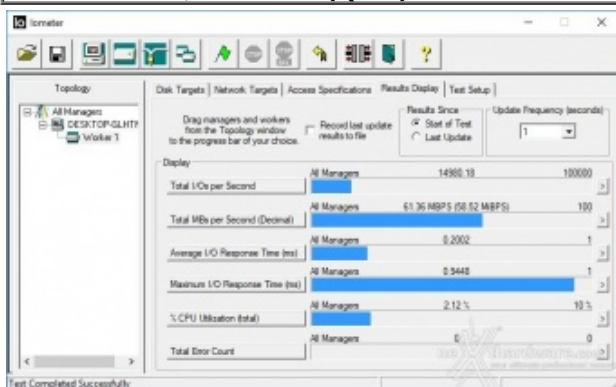 Iometer
Topology
All Managers
DESKTOP-GLHT
Worker 1
Disk Targets | Network Targets | Access Specifications | Results Display | Test Setup
Drag managers and workers
from the Topology window
to the progress bar of your choice.
Record last update
results to file
Results Since
Start of Test
Last Update
Update Frequency (seconds)
1
Display
All Managers 14980.18 100000
Total I/Os per Second
All Managers 61.36 MBPS (58.52 MiBPS) 100
Total MBs per Second (Decimal)
All Managers 0.2002 1
Average I/O Response Time (ms)
All Managers 0.9448 1
Maximum I/O Response Time (ms)
All Managers 2.12 % 10 %
% CPU Utilization (total)
All Managers 0 0
Total Error Count
Test Completed Successfully